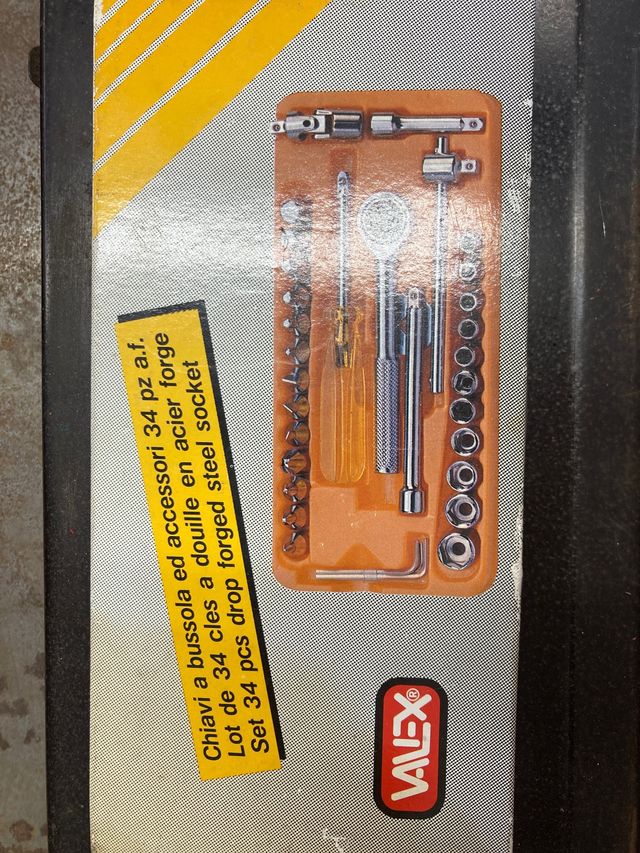 Chiavi a bussola ed accessori 34 pz a.f.
Lot de 34 cles a douille en acier forge
Set 34 pcs drop forged steel socket
VALEX®